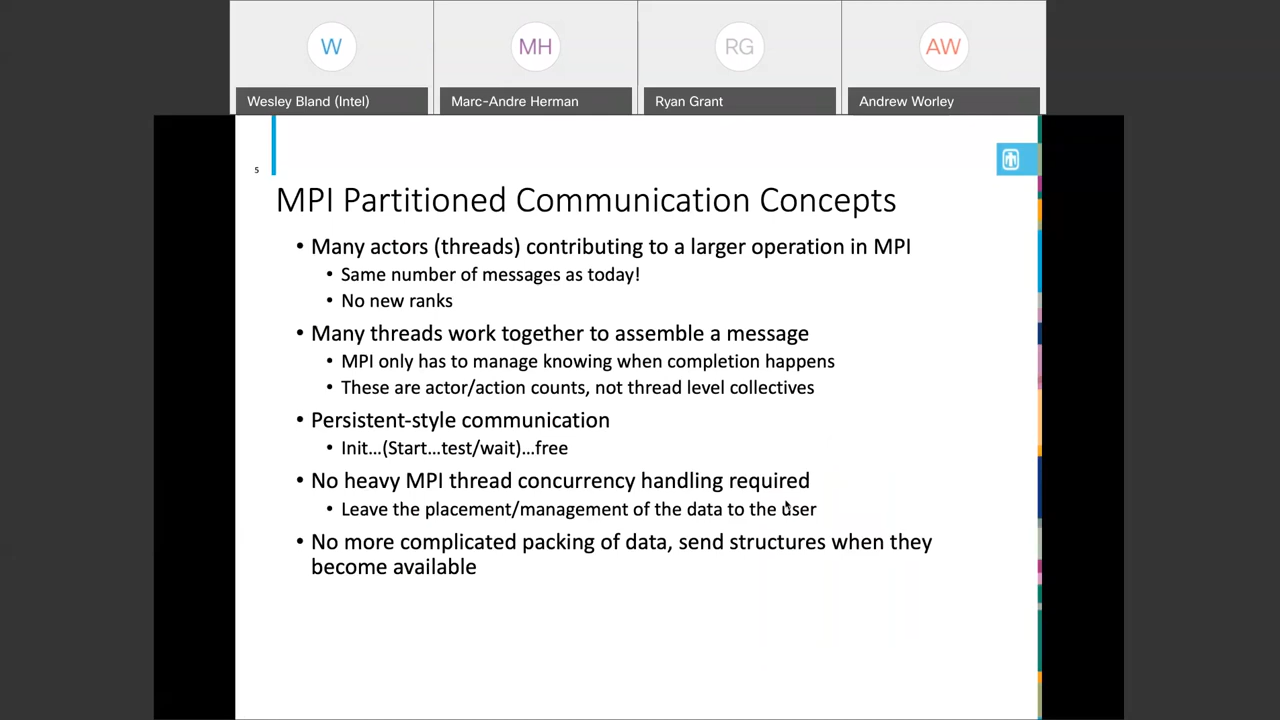 W
MH
RG
AW
Wesley Bland (Intel)
Marc-Andre Herman
Ryan Grant
Andrew Worley
5
MPI Partitioned Communication Concepts
• Many actors (threads) contributing to a larger operation in MPI
• Same number of messages as today!
• No new ranks
• Many threads work together to assemble a message
• MPI only has to manage knowing when completion happens
• These are actor/action counts, not thread level collectives
• Persistent-style communication
• Init…(Start…test/wait)…free
• No heavy MPI thread concurrency handling required
• Leave the placement/management of the data to the user
• No more complicated packing of data, send structures when they
become available